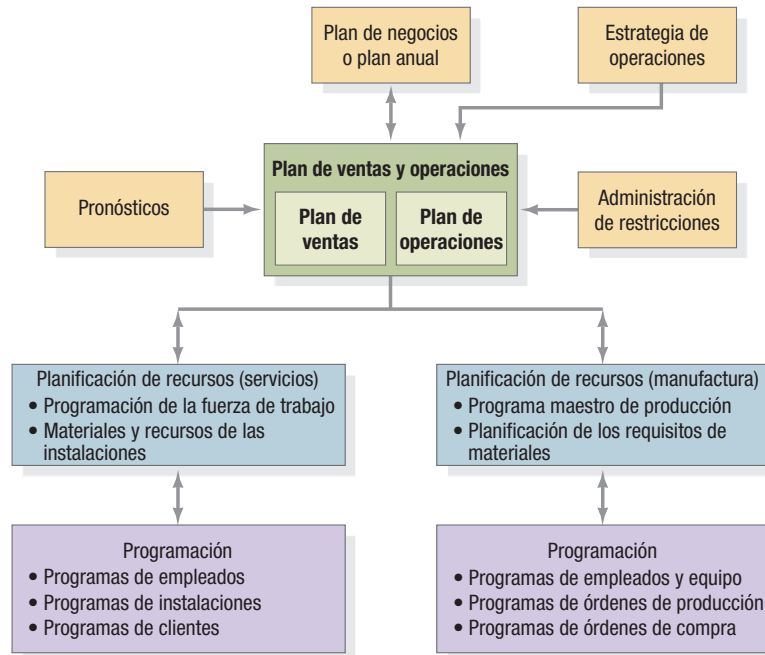 Plan de negocios
o plan anual
Estrategia de
operaciones
Plan de ventas y operaciones
Pronósticos
Plan de
ventas
Plan de
operaciones
Administración
de restricciones
Planificación de recursos (servicios)
• Programación de la fuerza de trabajo
• Materiales y recursos de las
instalaciones
Planificación de recursos (manufactura)
• Programa maestro de producción
• Planificación de los requisitos de
materiales
Programación
• Programas de empleados
• Programas de instalaciones
• Programas de clientes
Programación
• Programas de empleados y equipo
• Programas de órdenes de producción
• Programas de órdenes de compra